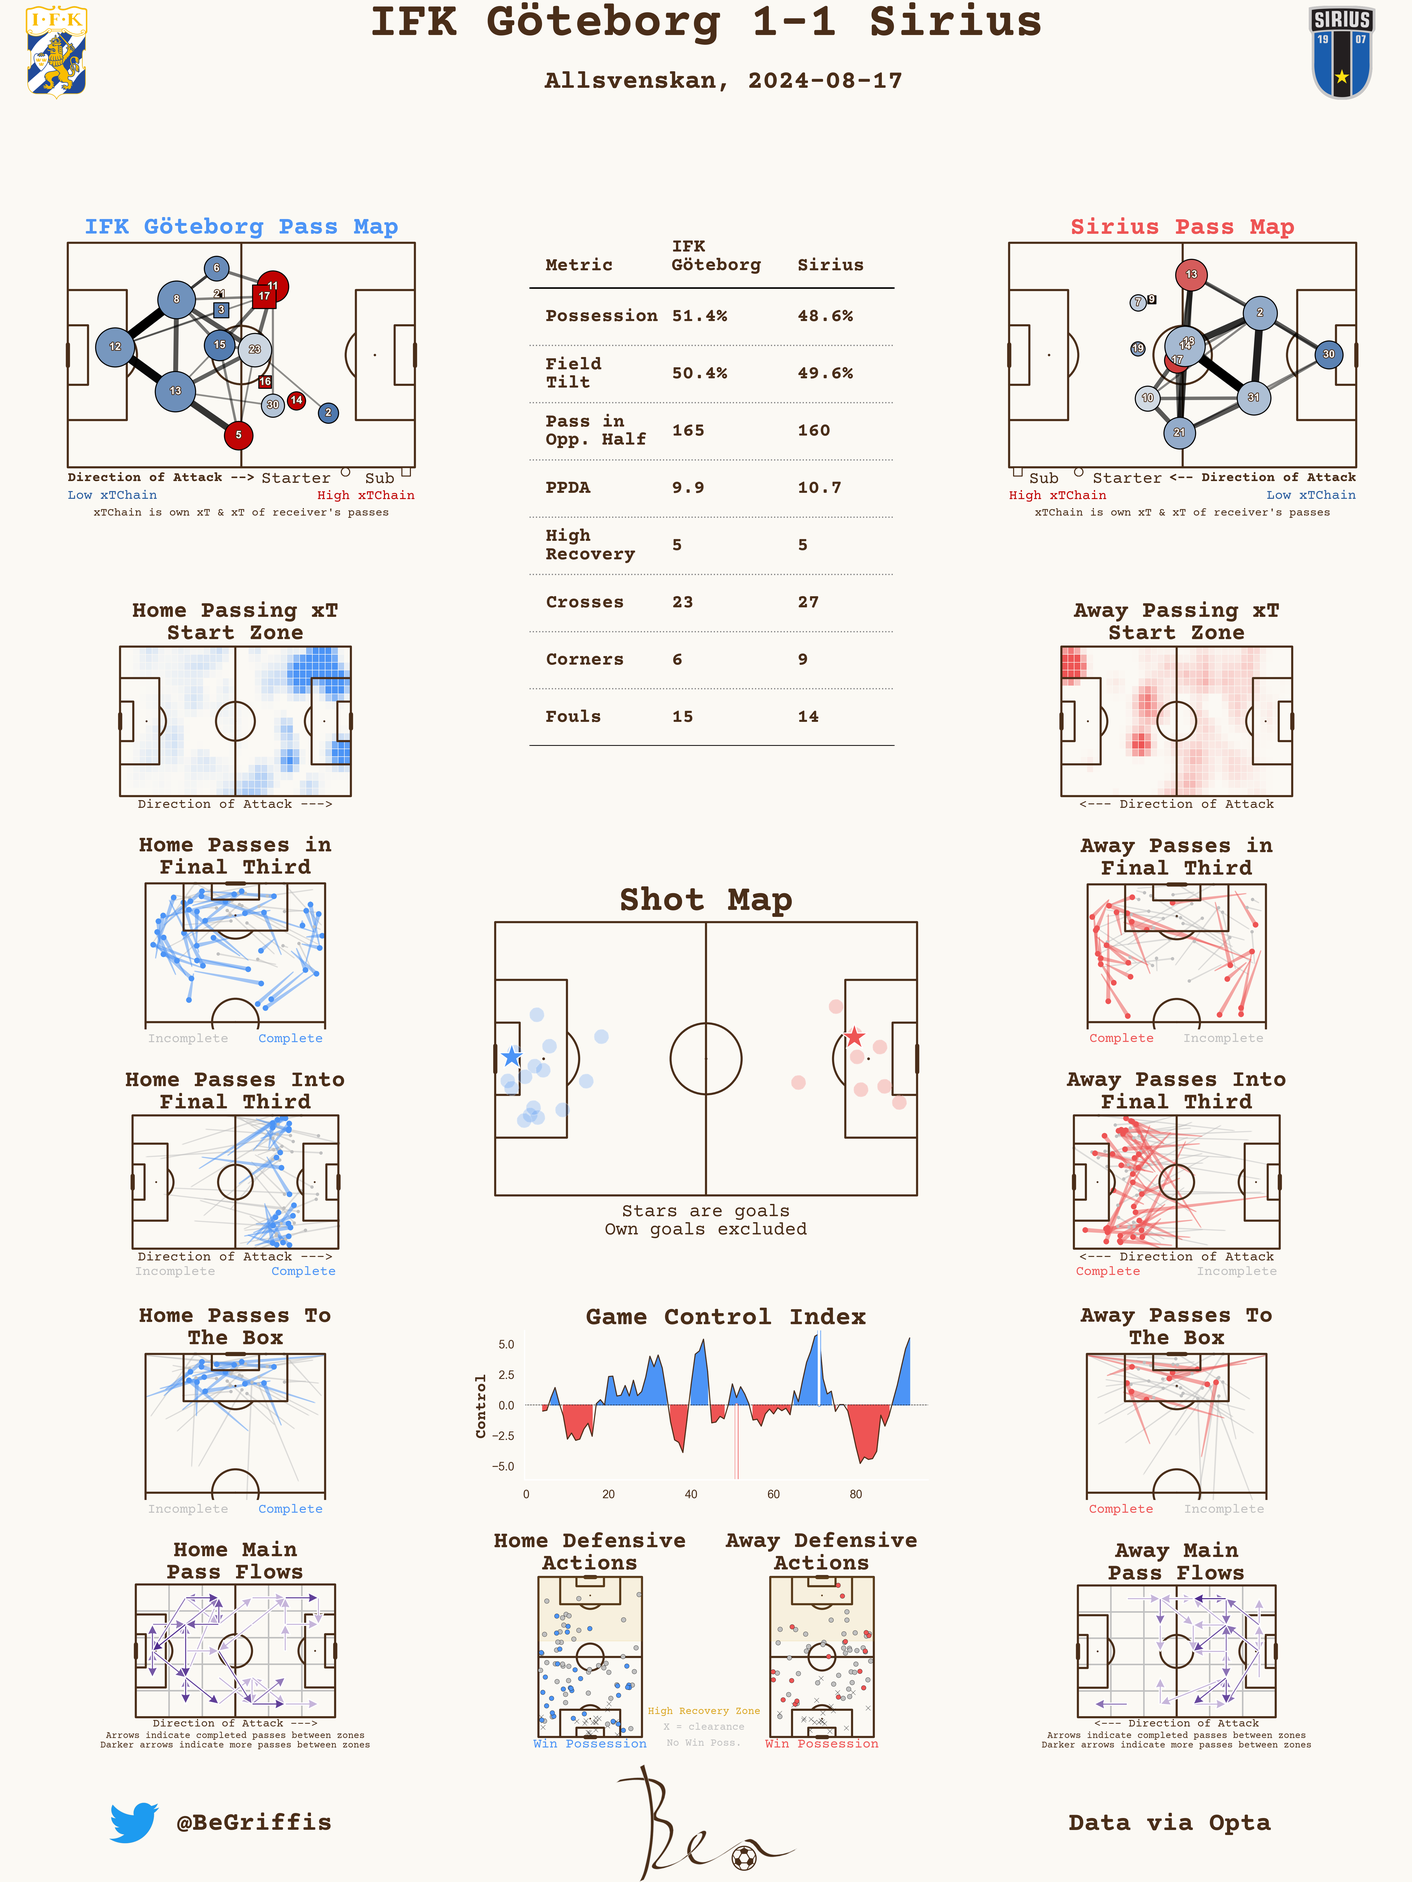 IFK Göteborg 1-1 Sirius
Allsvenskan, 2024-08-17
I·F·K
SIRIUS
19 07
IFK Göteborg Pass Map
6
11
8
21
17
3
12
15
23
16
13
30
14
2
5
Direction of Attack --> Starter Sub
Low xTChain High xTChain
xTChain is own xT & xT of receiver's passes
Metric IFK Göteborg Sirius
Possession 51.4% 48.6%
Field Tilt 50.4% 49.6%
Pass in Opp. Half 165 160
PPDA 9.9 10.7
High Recovery 5 5
Crosses 23 27
Corners 6 9
Fouls 15 14
Sirius Pass Map
13
7 9
2
14
19
30
17
10
31
21
Sub Starter <-- Direction of Attack
High xTChain Low xTChain
xTChain is own xT & xT of receiver's passes
Home Passing xT
Start Zone
Direction of Attack --->
Away Passing xT
Start Zone
<--- Direction of Attack
Home Passes in
Final Third
Incomplete Complete
Shot Map
Stars are goals
Own goals excluded
Away Passes in
Final Third
Complete Incomplete
Home Passes Into
Final Third
Direction of Attack --->
Incomplete Complete
Away Passes Into
Final Third
<--- Direction of Attack
Complete Incomplete
Home Passes To
The Box
Incomplete Complete
Game Control Index
Control
5.0
2.5
0.0
−2.5
−5.0
0 20 40 60 80
Away Passes To
The Box
Complete Incomplete
Home Main
Pass Flows
Direction of Attack --->
Arrows indicate completed passes between zones
Darker arrows indicate more passes between zones
Home Defensive
Actions
Win Possession
High Recovery Zone
X = clearance
No Win Poss.
Away Defensive
Actions
Win Possession
Away Main
Pass Flows
<--- Direction of Attack
Arrows indicate completed passes between zones
Darker arrows indicate more passes between zones
@BeGriffis
Ben
Data via Opta